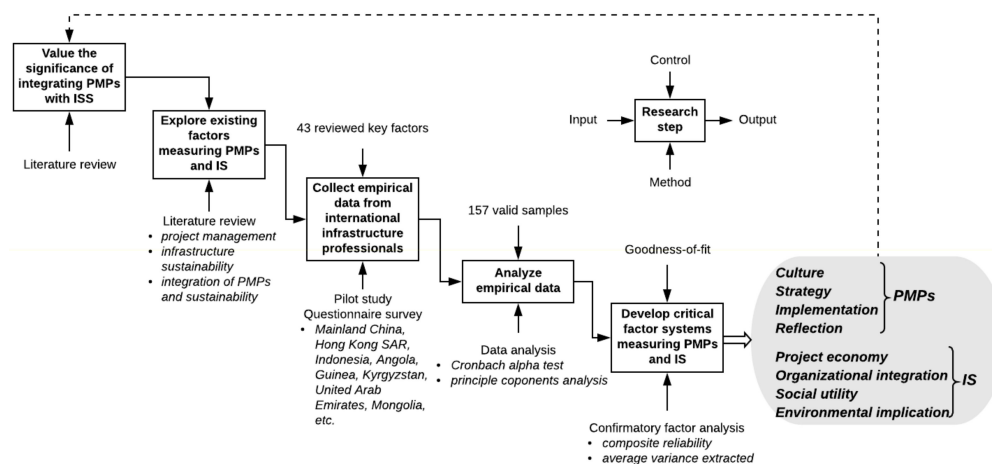 Value the
significance of
integrating PMPs
with ISS
Literature review
Explore existing
factors
measuring PMPs
and IS
Literature review
• project management
• infrastructure
sustainability
▪ integration of PMPs
and sustainability
43 reviewed key factors
Collect empirical
data from
international
infrastructure
professionals
Pilot study
Questionnaire survey
• Mainland China,
Hong Kong SAR,
Indonesia, Angola,
Guinea, Kyrgyzstan,
United Arab
Emirates, Mongolia,
etc.
157 valid samples
Analyze
empirical data
Data analysis
• Cronbach alpha test
• principle coponents analysis
Control
Input
Research
step
Output
Method
Goodness-of-fit
Develop critical
factor systems
measuring PMPs
and IS
Confirmatory factor analysis
• composite reliability
• average variance extracted
Culture
Strategy
Implementation
Reflection
PMPs
Project economy
Organizational integration
Social utility
Environmental implication
IS